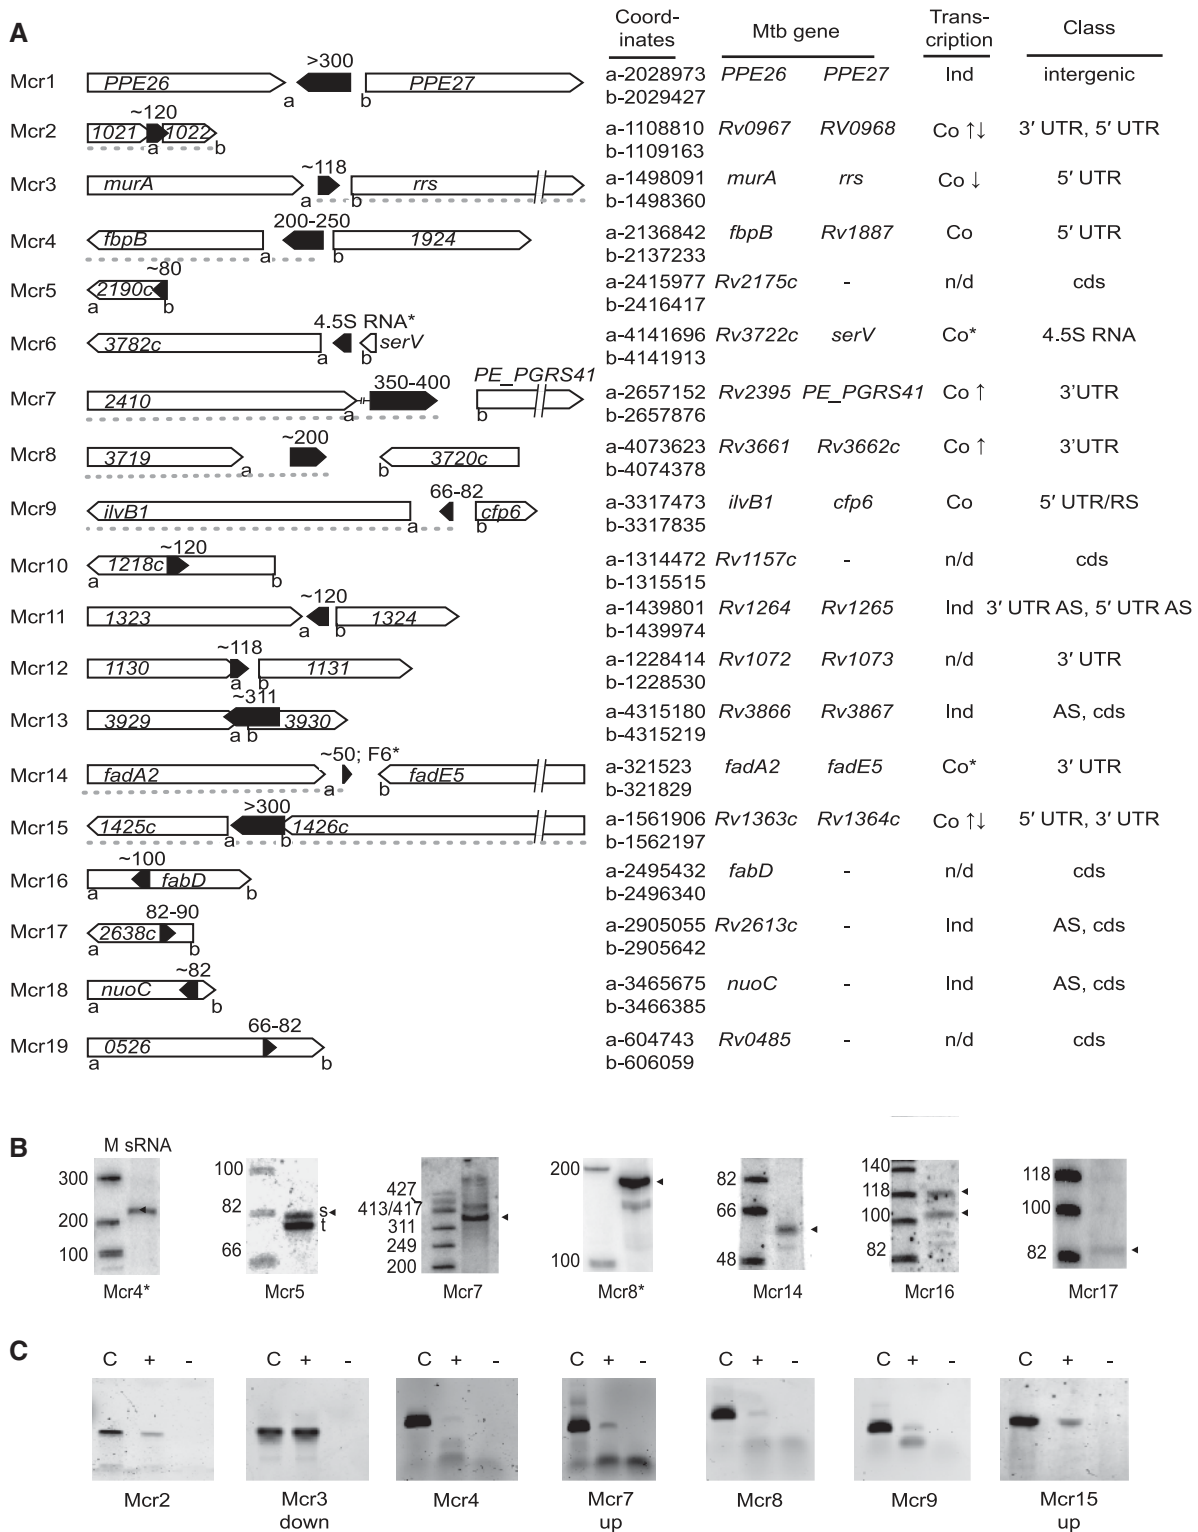 A
Coord-
inates
Mtb gene
Trans-
cription
Class
Mcr1
PPE26
>300
PPE27
a
b
a-2028973
b-2029427
PPE26
PPE27
Ind
intergenic
Mcr2
~120
1021
1022
a
b
a-1108810
b-1109163
Rv0967
RV0968
Co ↑↓
3′ UTR, 5′ UTR
Mcr3
~118
murA
rrs
a
b
a-1498091
b-1498360
murA
rrs
Co ↓
5′ UTR
Mcr4
200-250
fbpB
1924
a
b
a-2136842
b-2137233
fbpB
Rv1887
Co
5′ UTR
Mcr5
~80
2190c
a
b
a-2415977
b-2416417
Rv2175c
-
n/d
cds
Mcr6
4.5S RNA*
3782c
serV
a
b
a-4141696
b-4141913
Rv3722c
serV
Co*
4.5S RNA
Mcr7
350-400
PE_PGRS41
2410
a
b
a-2657152
b-2657876
Rv2395
PE_PGRS41
Co ↑
3’UTR
Mcr8
~200
3719
3720c
a
b
a-4073623
b-4074378
Rv3661
Rv3662c
Co ↑
3’UTR
Mcr9
66-82
ilvB1
cfp6
a
b
a-3317473
b-3317835
ilvB1
cfp6
Co
5′ UTR/RS
Mcr10
~120
1218c
a
b
a-1314472
b-1315515
Rv1157c
-
n/d
cds
Mcr11
~120
1323
1324
a
b
a-1439801
b-1439974
Rv1264
Rv1265
Ind
3′ UTR AS, 5′ UTR AS
Mcr12
~118
1130
1131
a
b
a-1228414
b-1228530
Rv1072
Rv1073
n/d
3′ UTR
Mcr13
~311
3929
3930
a
b
a-4315180
b-4315219
Rv3866
Rv3867
Ind
AS, cds
Mcr14
~50; F6*
fadA2
fadE5
a
b
a-321523
b-321829
fadA2
fadE5
Co*
3′ UTR
Mcr15
>300
1425c
1426c
a
b
a-1561906
b-1562197
Rv1363c
Rv1364c
Co ↑↓
5′ UTR, 3′ UTR
Mcr16
~100
fabD
a
b
a-2495432
b-2496340
fabD
-
n/d
cds
Mcr17
82-90
2638c
a
b
a-2905055
b-2905642
Rv2613c
-
Ind
AS, cds
Mcr18
~82
nuoC
a
b
a-3465675
b-3466385
nuoC
-
Ind
AS, cds
Mcr19
66-82
0526
a
b
a-604743
b-606059
Rv0485
-
n/d
cds
B
M sRNA
300
200
100
Mcr4*
100
82
66
s
t
Mcr5
427
413/417
311
249
200
Mcr7
200
100
Mcr8*
82
66
48
Mcr14
140
118
100
82
Mcr16
118
100
82
Mcr17
C
C + -
Mcr2
C + -
Mcr3
down
C + -
Mcr4
C + -
Mcr7
up
C + -
Mcr8
C + -
Mcr9
C + -
Mcr15
up